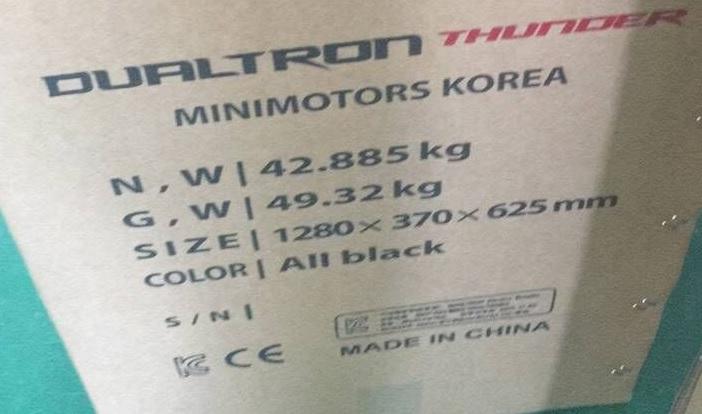 DUALTRON THUNDER
MINIMOTORS KOREA
N , W | 42.885 kg
G , W | 49.32 kg
SIZE | 1280× 370× 625 mm
COLOR | All black
S / N |
CE
MADE IN CHINA